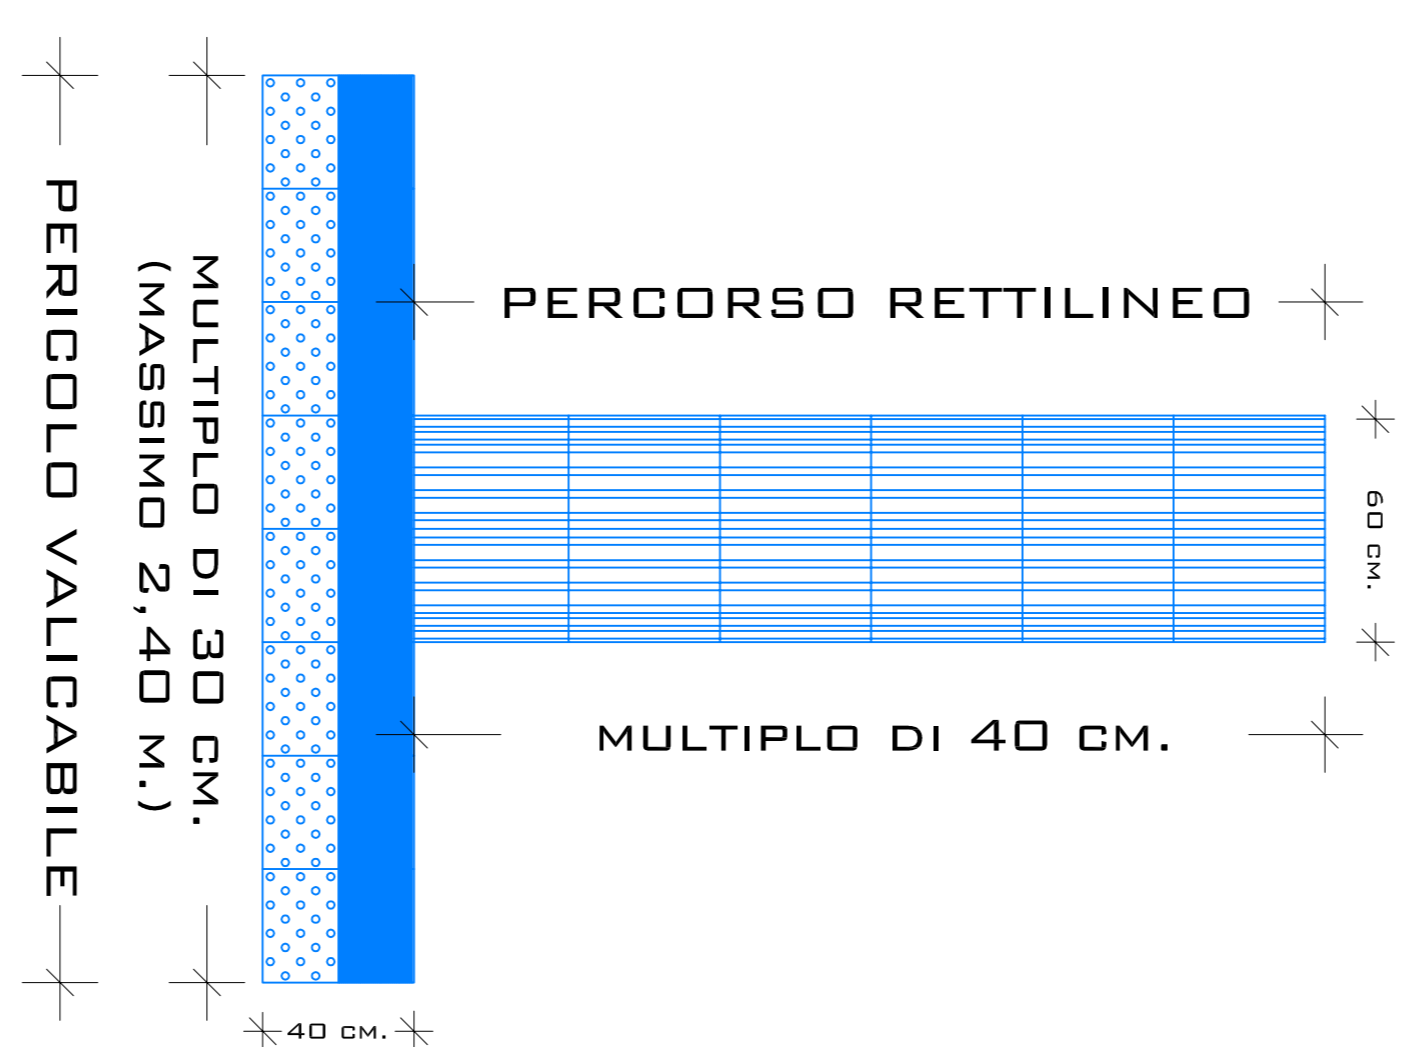 PERICOLO VALICABILE
MULTIPLO DI 30 CM.
(MASSIMO 2,40 M.)
PERCORSO RETTILINEO
60 CM.
MULTIPLO DI 40 CM.
40 CM.